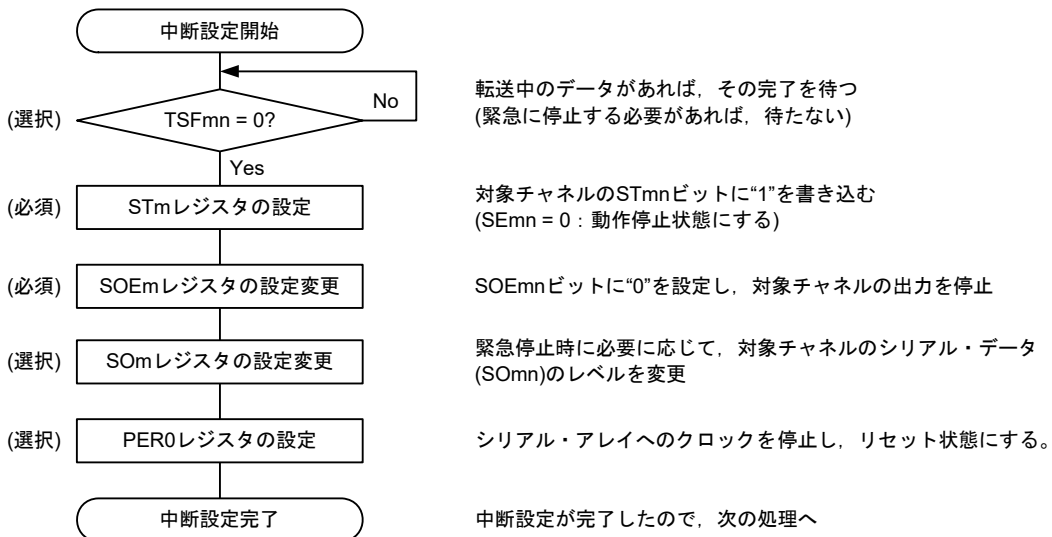 中断設定開始
No
転送中のデータがあれば，その完了を待つ
(選択)
TSFmn = 0?
(緊急に停止する必要があれば，待たない)
Yes
(必須)
STmレジスタの設定
対象チャネルのSTmnビットに“1”を書き込む
(SEmn = 0：動作停止状態にする)
(必須)
SOEmレジスタの設定変更
SOEmnビットに“0”を設定し，対象チャネルの出力を停止
(選択)
SOmレジスタの設定変更
緊急停止時に必要に応じて，対象チャネルのシリアル・データ
(SOmn)のレベルを変更
(選択)
PER0レジスタの設定
シリアル・アレイへのクロックを停止し，リセット状態にする。
中断設定完了
中断設定が完了したので，次の処理へ